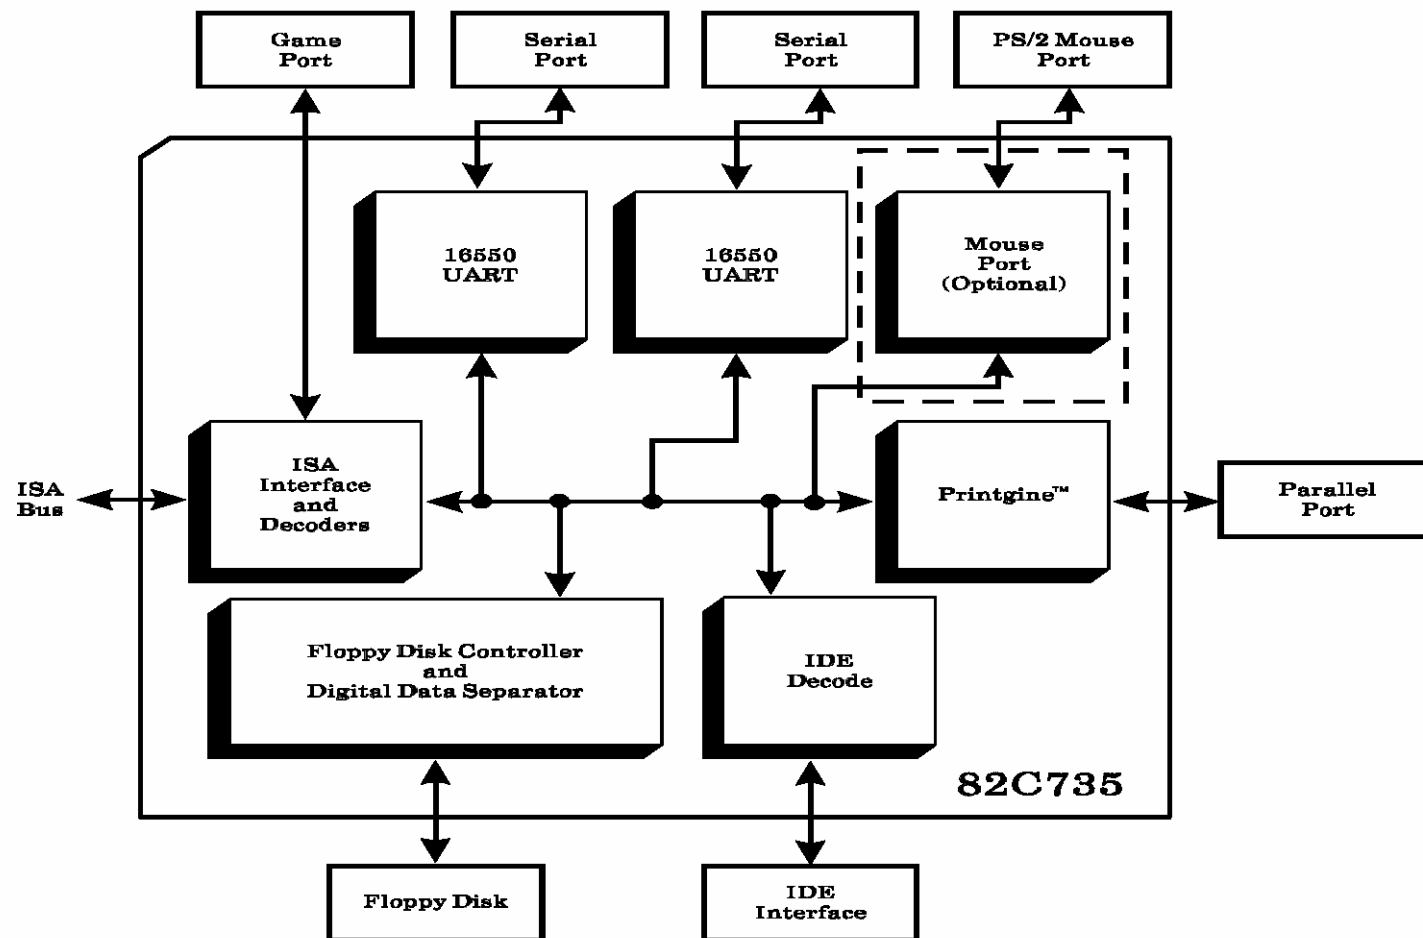 Game
Port
Serial
Port
Serial
Port
PS/2 Mouse
Port
16550
UART
16550
UART
Mouse
Port
(Optional)
ISA
Bus
ISA
Interface
and
Decoders
Printgine™
Parallel
Port
Floppy Disk Controller
and
Digital Data Separator
IDE
Decode
82C735
Floppy Disk
IDE
Interface